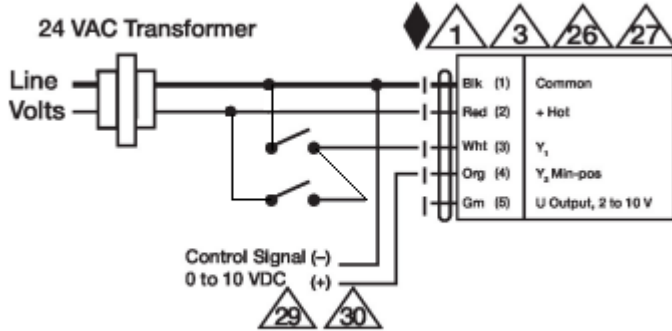 24 VAC Transformer
1 3 26 27
Line
Volts
Blk (1) Common
Red (2) + Hot
Wht (3) Y₁
Org (4) Y₃ Min-pos
Grn (5) U Output, 2 to 10 V
Control Signal (–)
0 to 10 VDC (+)
29 30